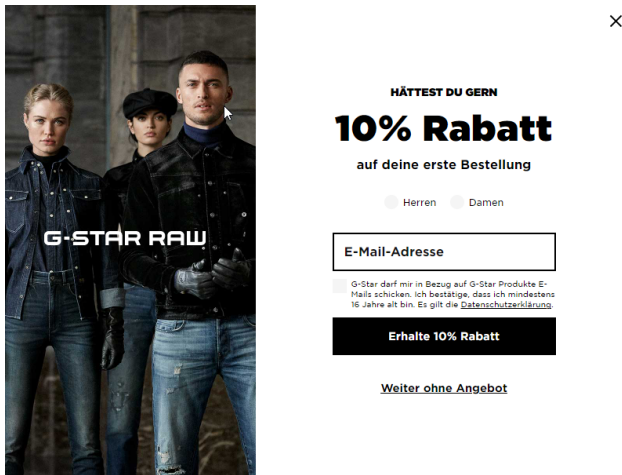 G-STAR RAW
HÄTTEST DU GERN
10% Rabatt
auf deine erste Bestellung
Herren Damen
E-Mail-Adresse
G-Star darf mir in Bezug auf G-Star Produkte E-
Mails schicken. Ich bestätige, dass ich mindestens
16 Jahre alt bin. Es gilt die Datenschutzerklärung.
Erhalte 10% Rabatt
Weiter ohne Angebot